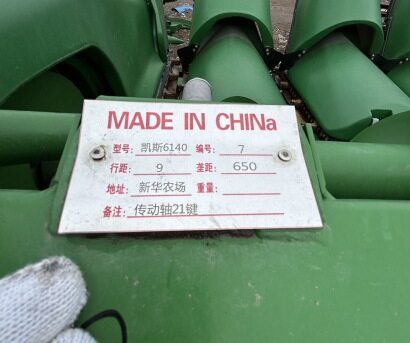 MADE IN CHINa
型号: 凯斯6140 编号: 7
行距: 9 垄距: 650
地址: 新华农场 重量:
备注: 传动轴21键